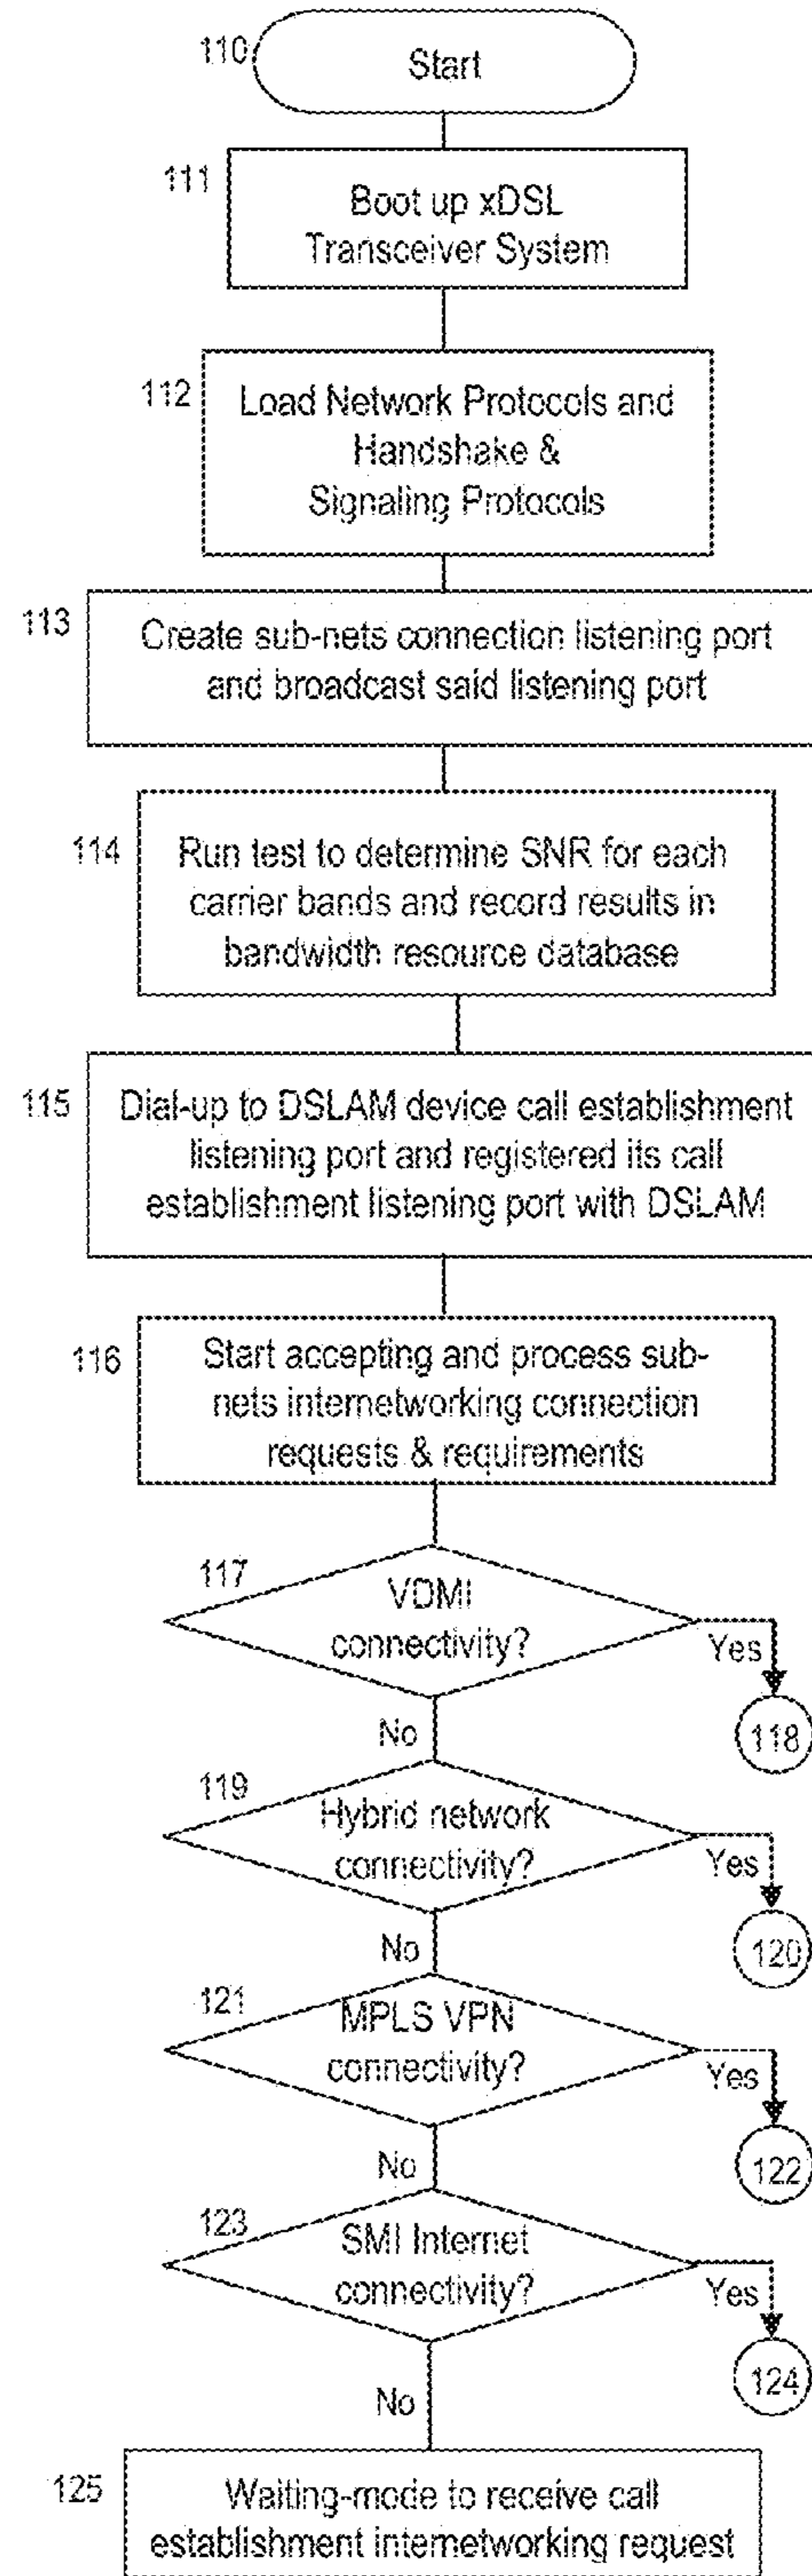 110
Start
111
Boot up xDSL
Transceiver System
112
Load Network Protocols and
Handshake &
Signaling Protocols
113
Create sub-nets connection listening port
and broadcast said listening port
114
Run test to determine SNR for each
carrier bands and record results in
bandwidth resource database
115
Dial-up to DSLAM device call establishment
listening port and registered its call
establishment listening port with DSLAM
116
Start accepting and process sub-
nets internetworking connection
requests & requirements
117
VDMI
connectivity?
Yes
118
No
119
Hybrid network
connectivity?
Yes
120
No
121
MPLS VPN
connectivity?
Yes
122
No
123
SMI Internet
connectivity?
Yes
124
No
125
Waiting-mode to receive call
establishment internetworking request